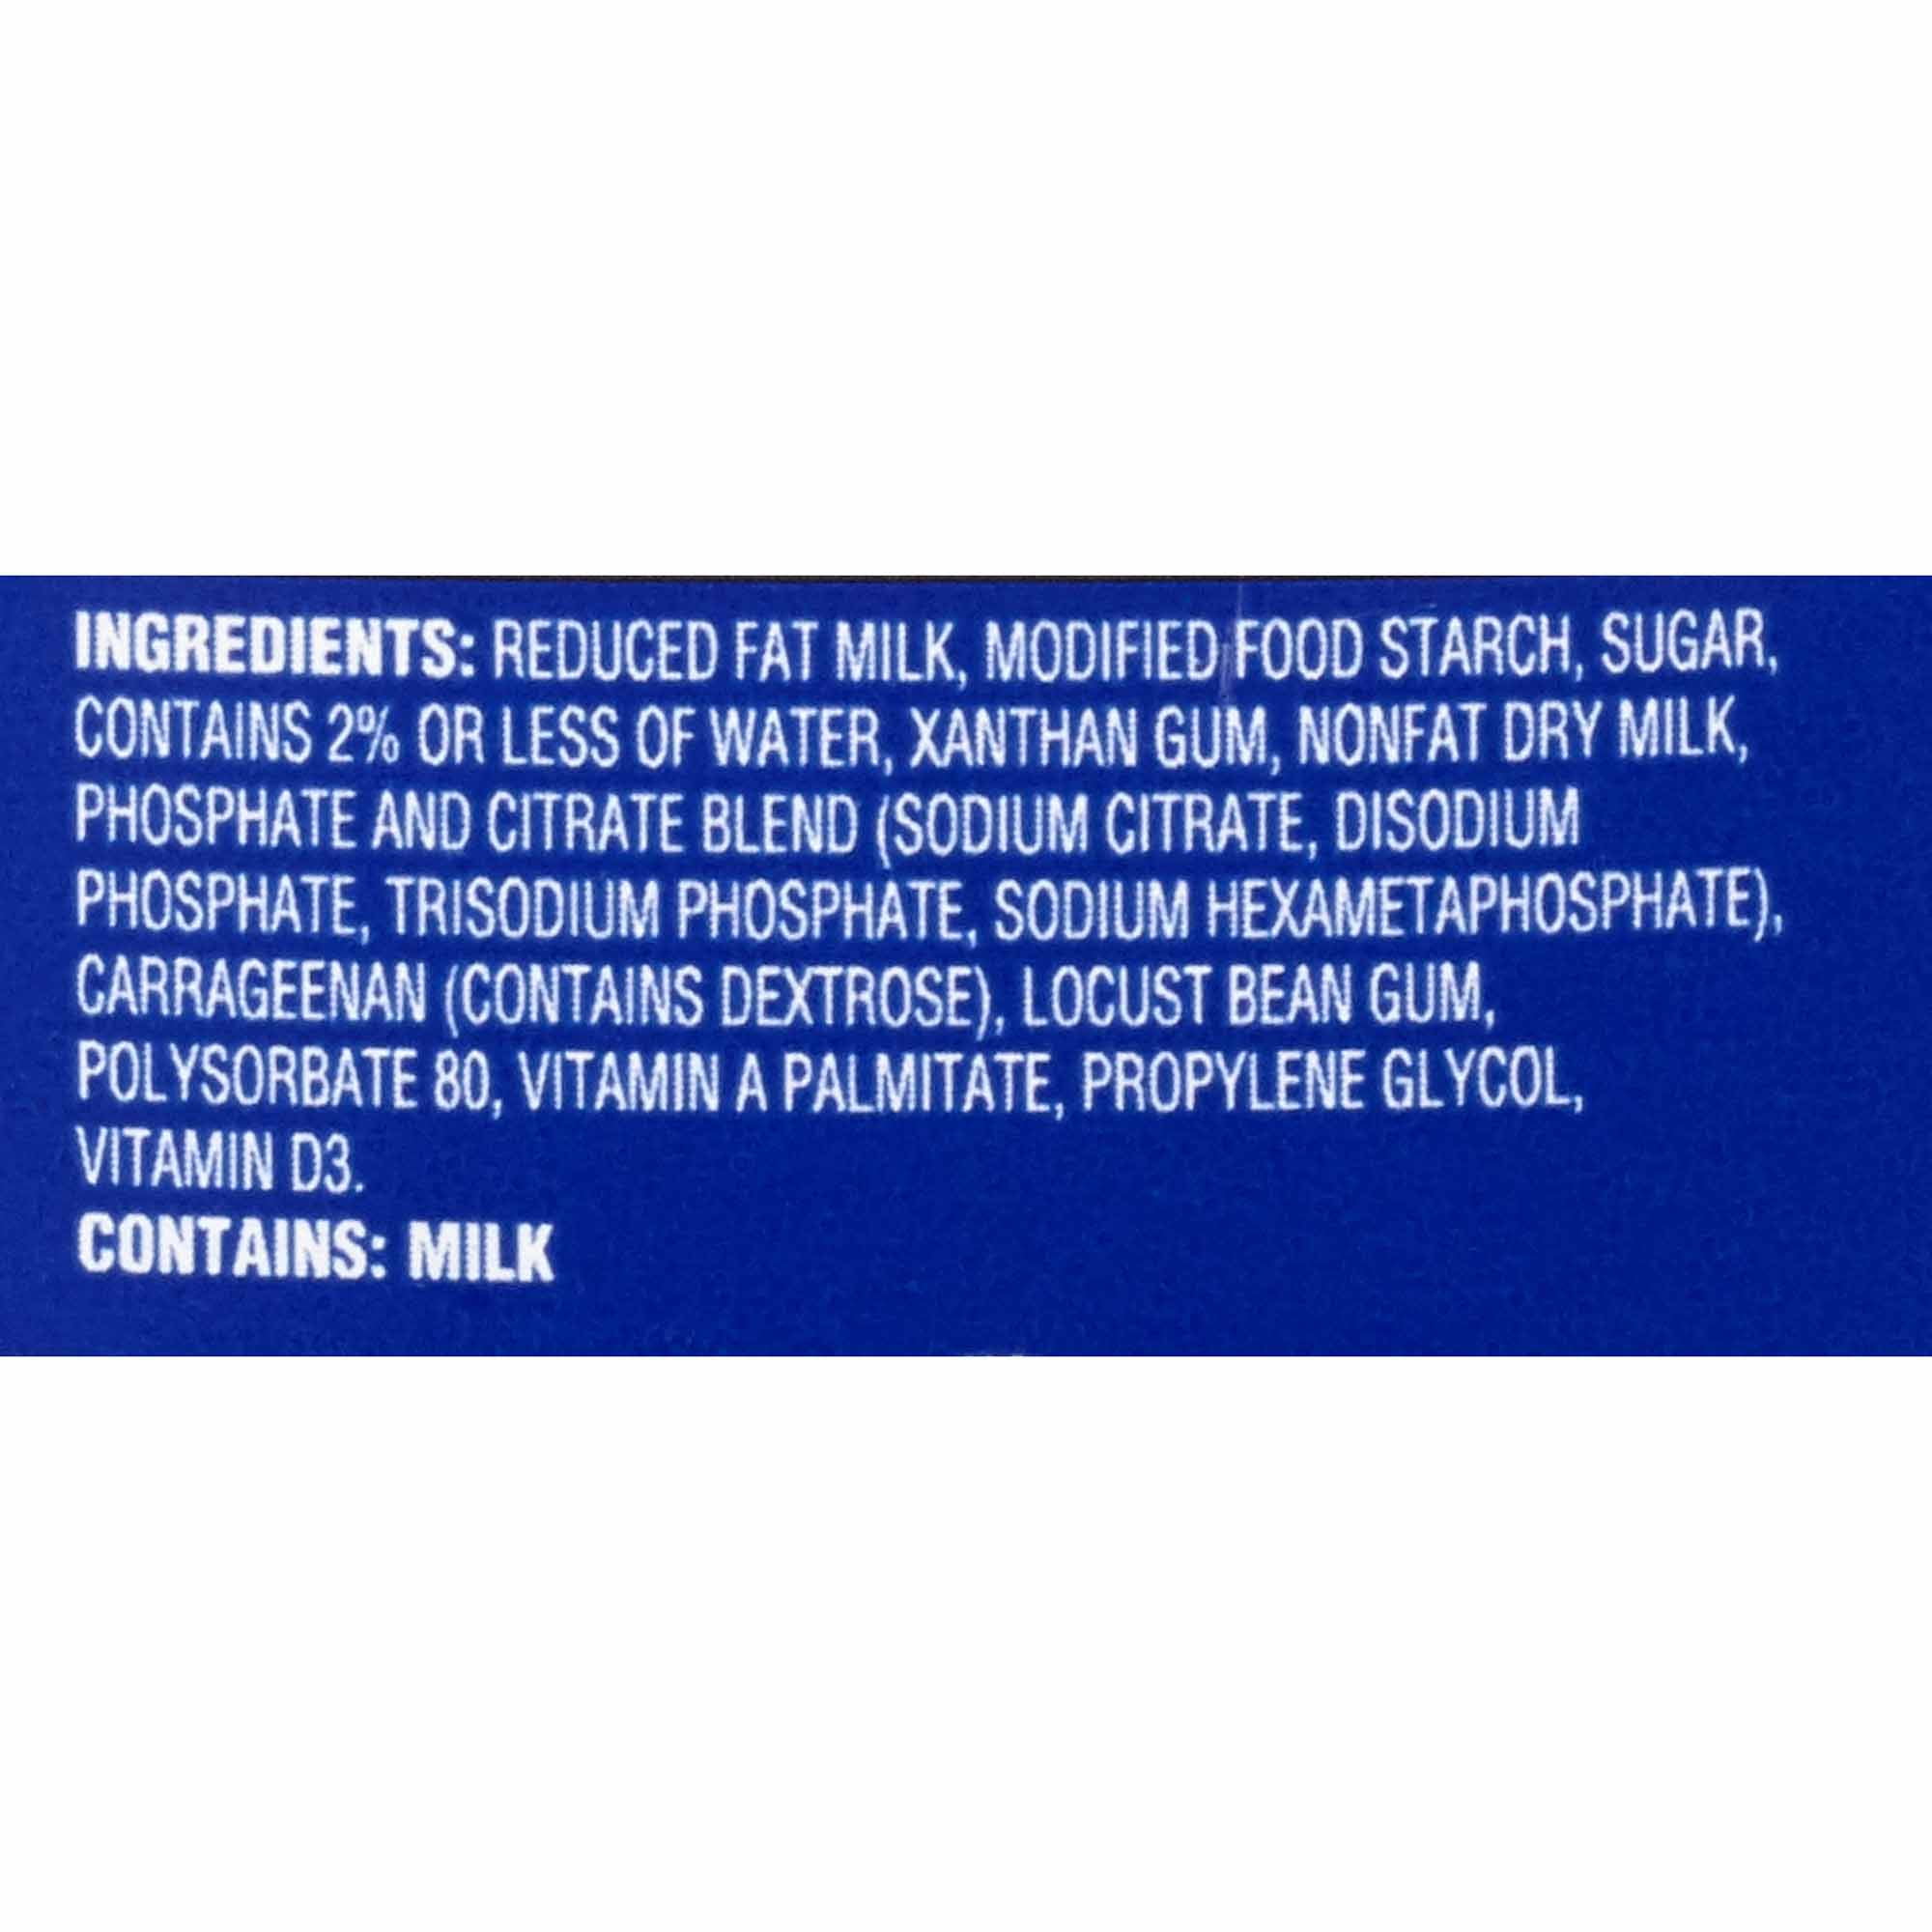 INGREDIENTS: REDUCED FAT MILK, MODIFIED FOOD STARCH, SUGAR,
CONTAINS 2% OR LESS OF WATER, XANTHAN GUM, NONFAT DRY MILK,
PHOSPHATE AND CITRATE BLEND (SODIUM CITRATE, DISODIUM
PHOSPHATE, TRISODIUM PHOSPHATE, SODIUM HEXAMETAPHOSPHATE),
CARRAGEENAN (CONTAINS DEXTROSE), LOCUST BEAN GUM,
POLYSORBATE 80, VITAMIN A PALMITATE, PROPYLENE GLYCOL,
VITAMIN D3.
CONTAINS: MILK